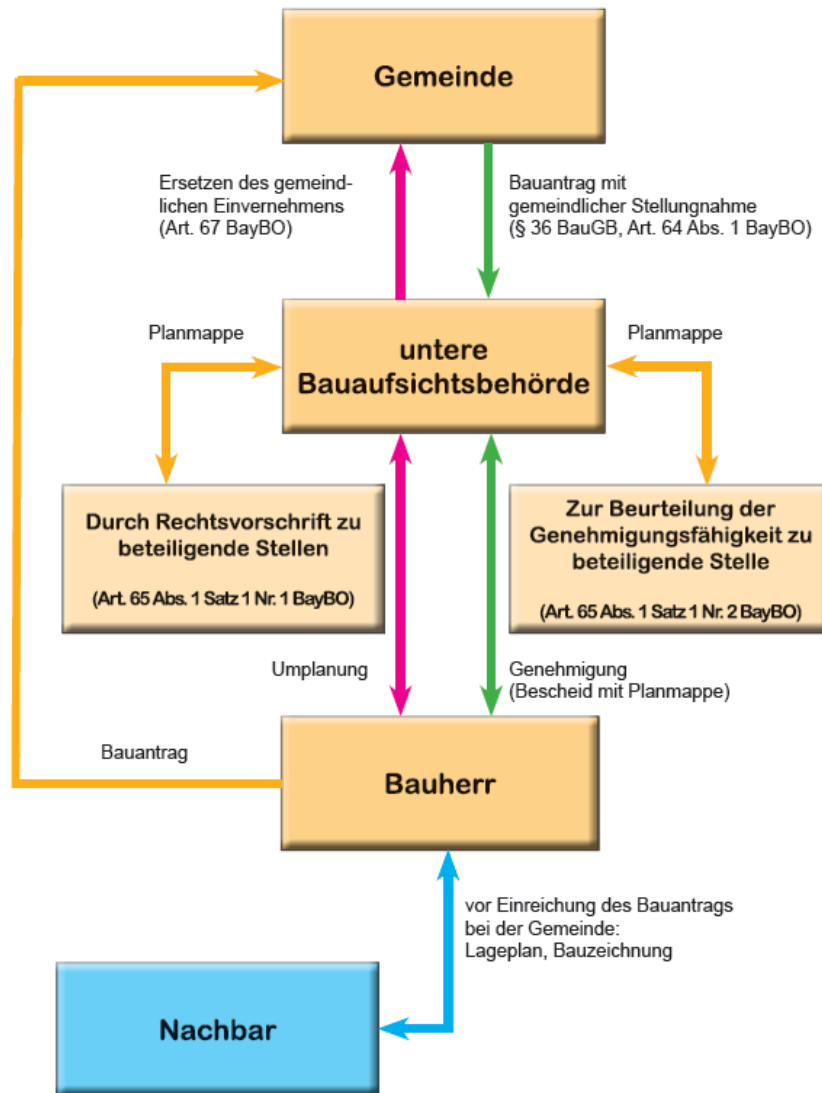 Gemeinde
Ersetzen des gemeind-
lichen Einvernehmens
(Art. 67 BayBO)
Bauantrag mit
gemeindlicher Stellungnahme
(§ 36 BauGB, Art. 64 Abs. 1 BayBO)
Planmappe
untere
Bauaufsichtsbehörde
Planmappe
Durch Rechtsvorschrift zu
beteiligende Stellen
(Art. 65 Abs. 1 Satz 1 Nr. 1 BayBO)
Zur Beurteilung der
Genehmigungsfähigkeit zu
beteiligende Stelle
(Art. 65 Abs. 1 Satz 1 Nr. 2 BayBO)
Umplanung
Genehmigung
(Bescheid mit Planmappe)
Bauantrag
Bauherr
vor Einreichung des Bauantrags
bei der Gemeinde:
Lageplan, Bauzeichnung
Nachbar